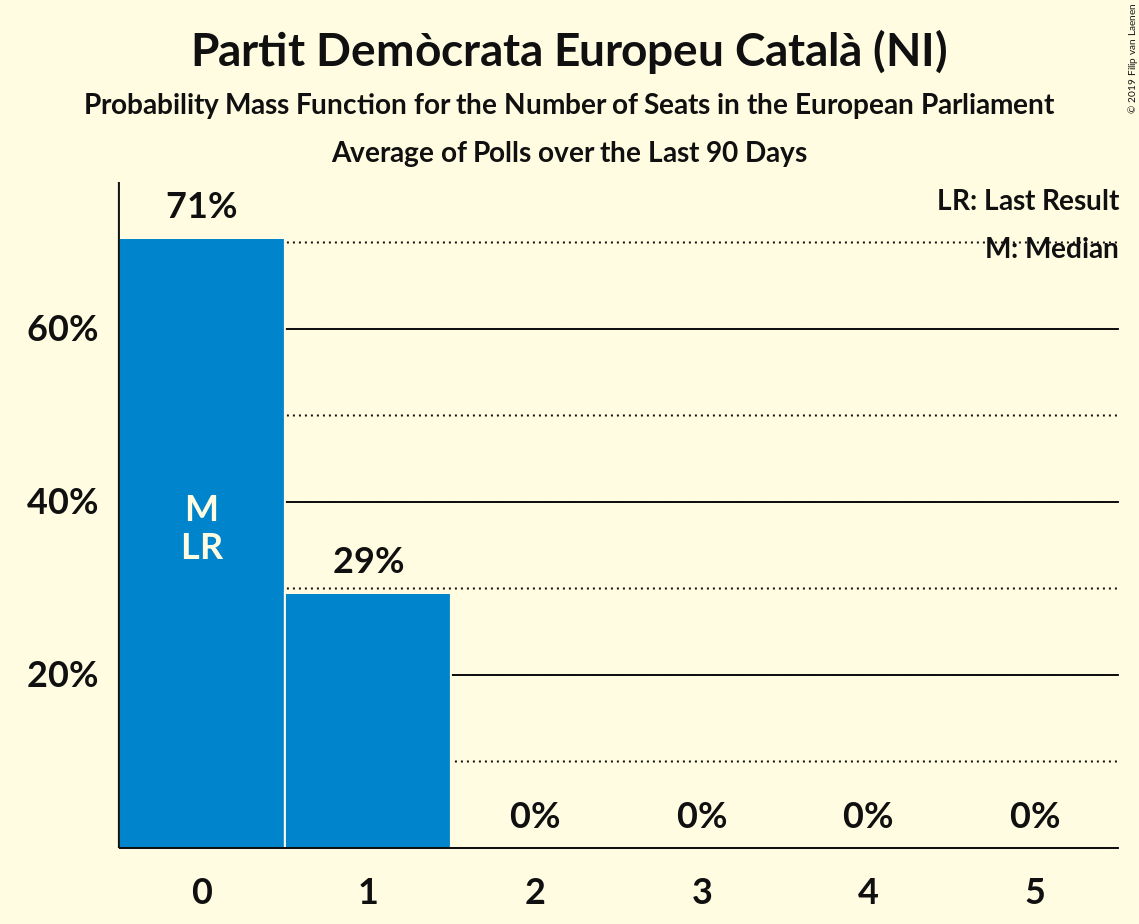 Partit Demòcrata Europeu Català (NI)
Probability Mass Function for the Number of Seats in the European Parliament
Average of Polls over the Last 90 Days
© 2019 Filip van Laenen
LR: Last Result
M: Median
71%
60%
40%
20%
M
LR
29%
0%
0%
0%
0%
0
1
2
3
4
5